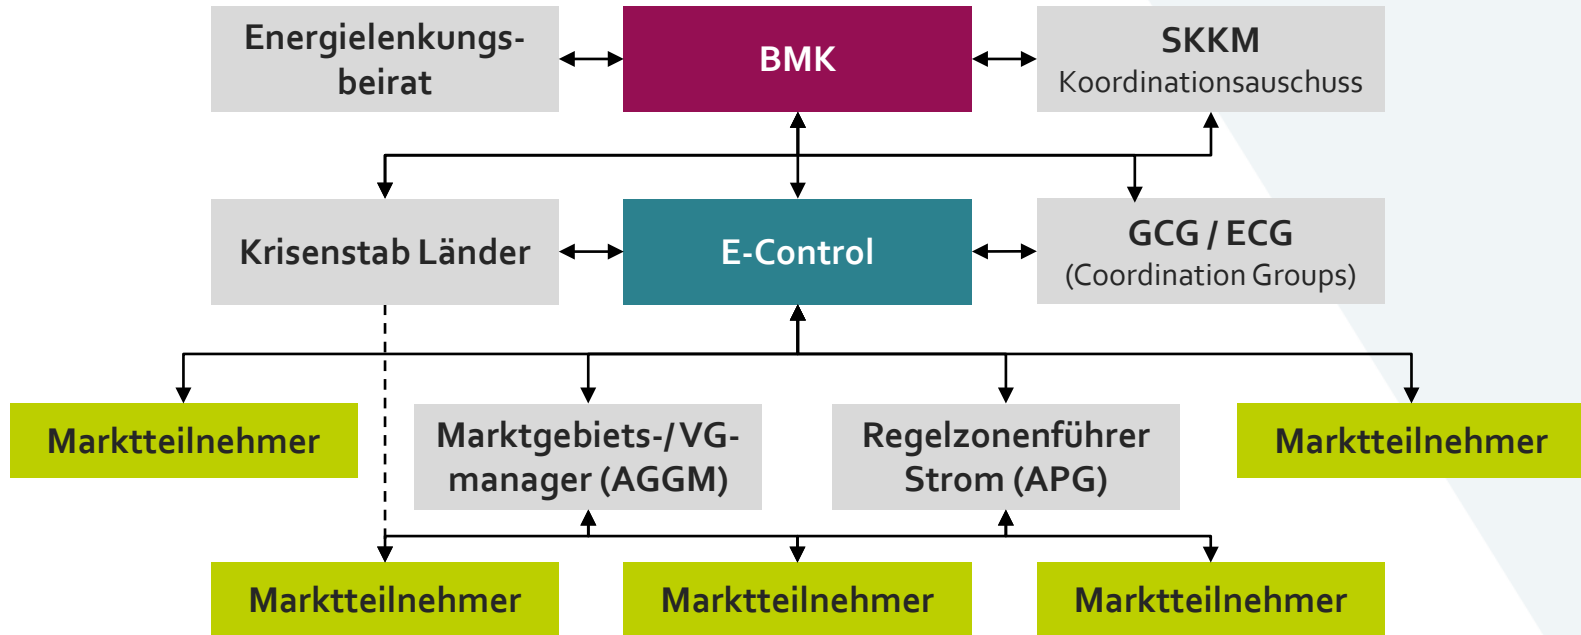 Energielenkungs-
beirat
BMK
SKKM
Koordinationsauschuss
Krisenstab Länder
E-Control
GCG / ECG
(Coordination Groups)
Marktteilnehmer
Marktgebiets-/ VG-
manager (AGGM)
Regelzonenführer
Strom (APG)
Marktteilnehmer
Marktteilnehmer
Marktteilnehmer
Marktteilnehmer